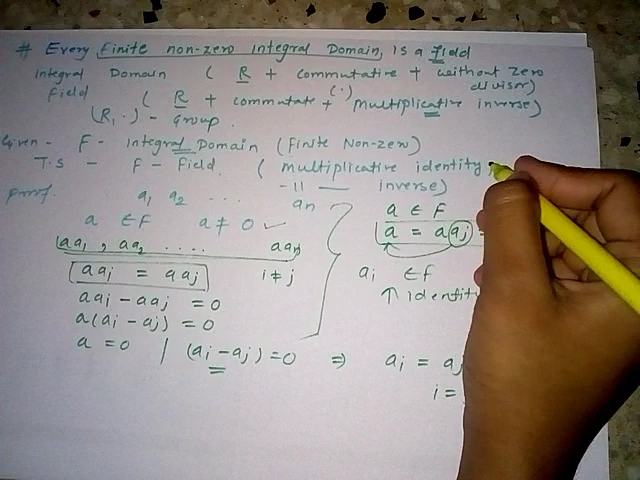 # Every Finite non-zero Integral Domain, is a field
Integral Domain ( R + commutative + without zero divisor)
Field ( R + commutate + (·) multiplicative inverse)
(R, ·) - Group.
Given - F - Integral Domain (Finite Non-zero)
T.S - F - Field. ( multiplicative identity,
-11 — inverse)
Proof. a1 a2 ... an
a ∈ F a ≠ 0 ✓
aa1, aa2 .... aan
aai = aaj i ≠ j
aai - aaj = 0
a(ai - aj) = 0
a = 0 / (ai - aj) = 0 ⇒ ai = aj
i =
a ∈ F
a = aaj =
ai ∈ F
↑ identi